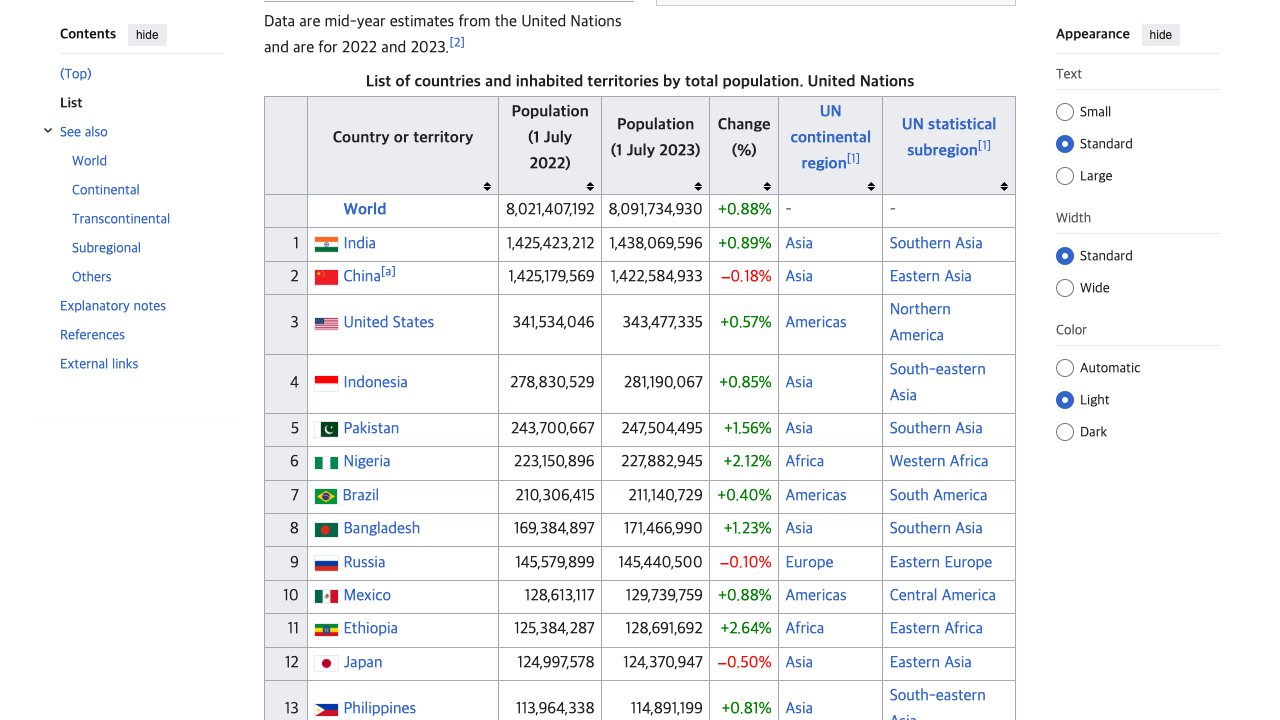 Contents hide
(Top)
List
See also
World
Continental
Transcontinental
Subregional
Others
Explanatory notes
References
External links
Data are mid-year estimates from the United Nations
and are for 2022 and 2023.[2]
List of countries and inhabited territories by total population. United Nations
Country or territory Population (1 July 2022) Population (1 July 2023) Change (%) UN continental region[1] UN statistical subregion[1]
World 8,021,407,192 8,091,734,930 +0.88% - -
1 India 1,425,423,212 1,438,069,596 +0.89% Asia Southern Asia
2 China[a] 1,425,179,569 1,422,584,933 −0.18% Asia Eastern Asia
3 United States 341,534,046 343,477,335 +0.57% Americas Northern America
4 Indonesia 278,830,529 281,190,067 +0.85% Asia South-eastern Asia
5 Pakistan 243,700,667 247,504,495 +1.56% Asia Southern Asia
6 Nigeria 223,150,896 227,882,945 +2.12% Africa Western Africa
7 Brazil 210,306,415 211,140,729 +0.40% Americas South America
8 Bangladesh 169,384,897 171,466,990 +1.23% Asia Southern Asia
9 Russia 145,579,899 145,440,500 −0.10% Europe Eastern Europe
10 Mexico 128,613,117 129,739,759 +0.88% Americas Central America
11 Ethiopia 125,384,287 128,691,692 +2.64% Africa Eastern Africa
12 Japan 124,997,578 124,370,947 −0.50% Asia Eastern Asia
13 Philippines 113,964,338 114,891,199 +0.81% Asia South-eastern Asia
Appearance hide
Text
Small
Standard
Large
Width
Standard
Wide
Color
Automatic
Light
Dark